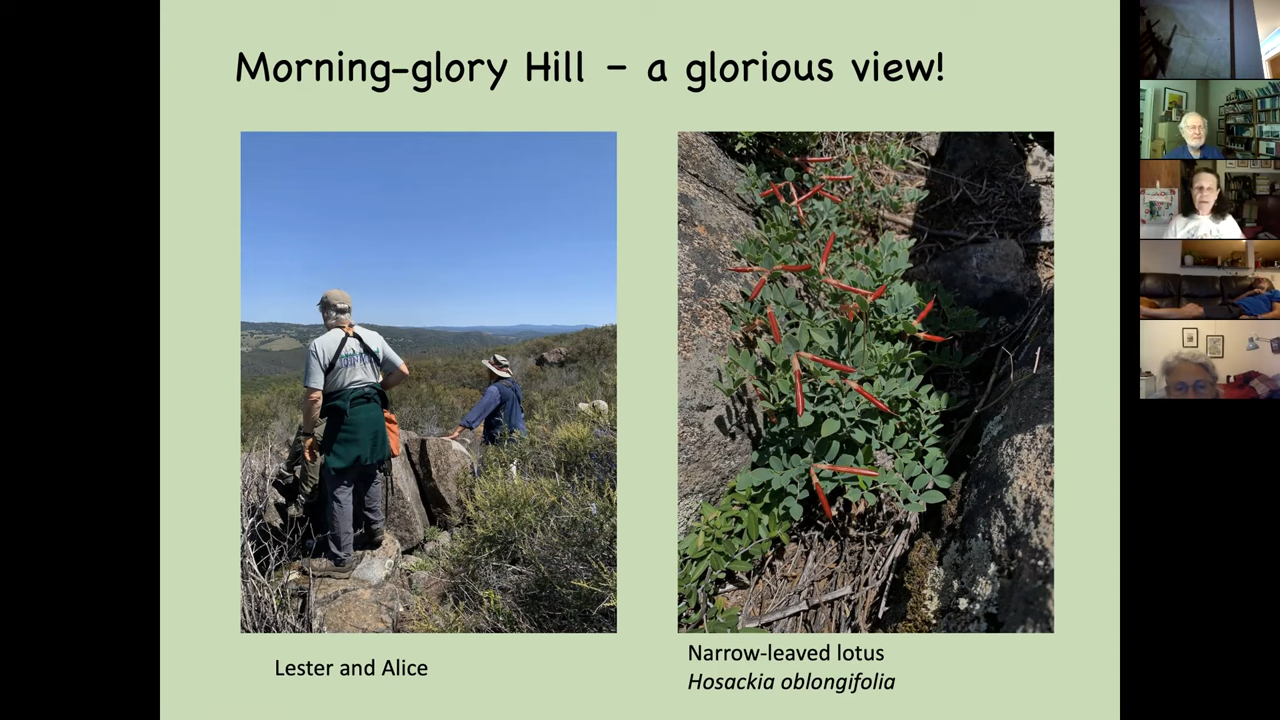 Morning-glory Hill – a glorious view!
Lester and Alice
Narrow-leaved lotus
Hosackia oblongifolia